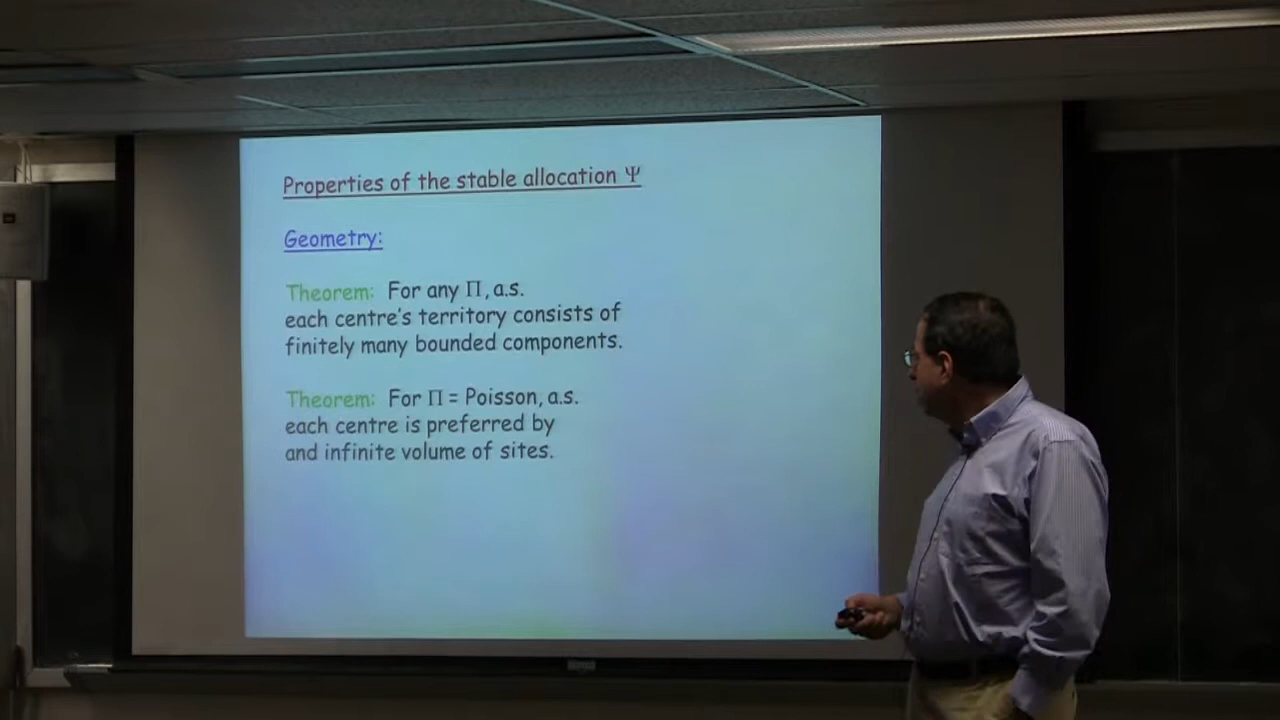 Properties of the stable allocation Ψ
Geometry:
Theorem: For any Π, a.s.
each centre's territory consists of
finitely many bounded components.
Theorem: For Π = Poisson, a.s.
each centre is preferred by
and infinite volume of sites.